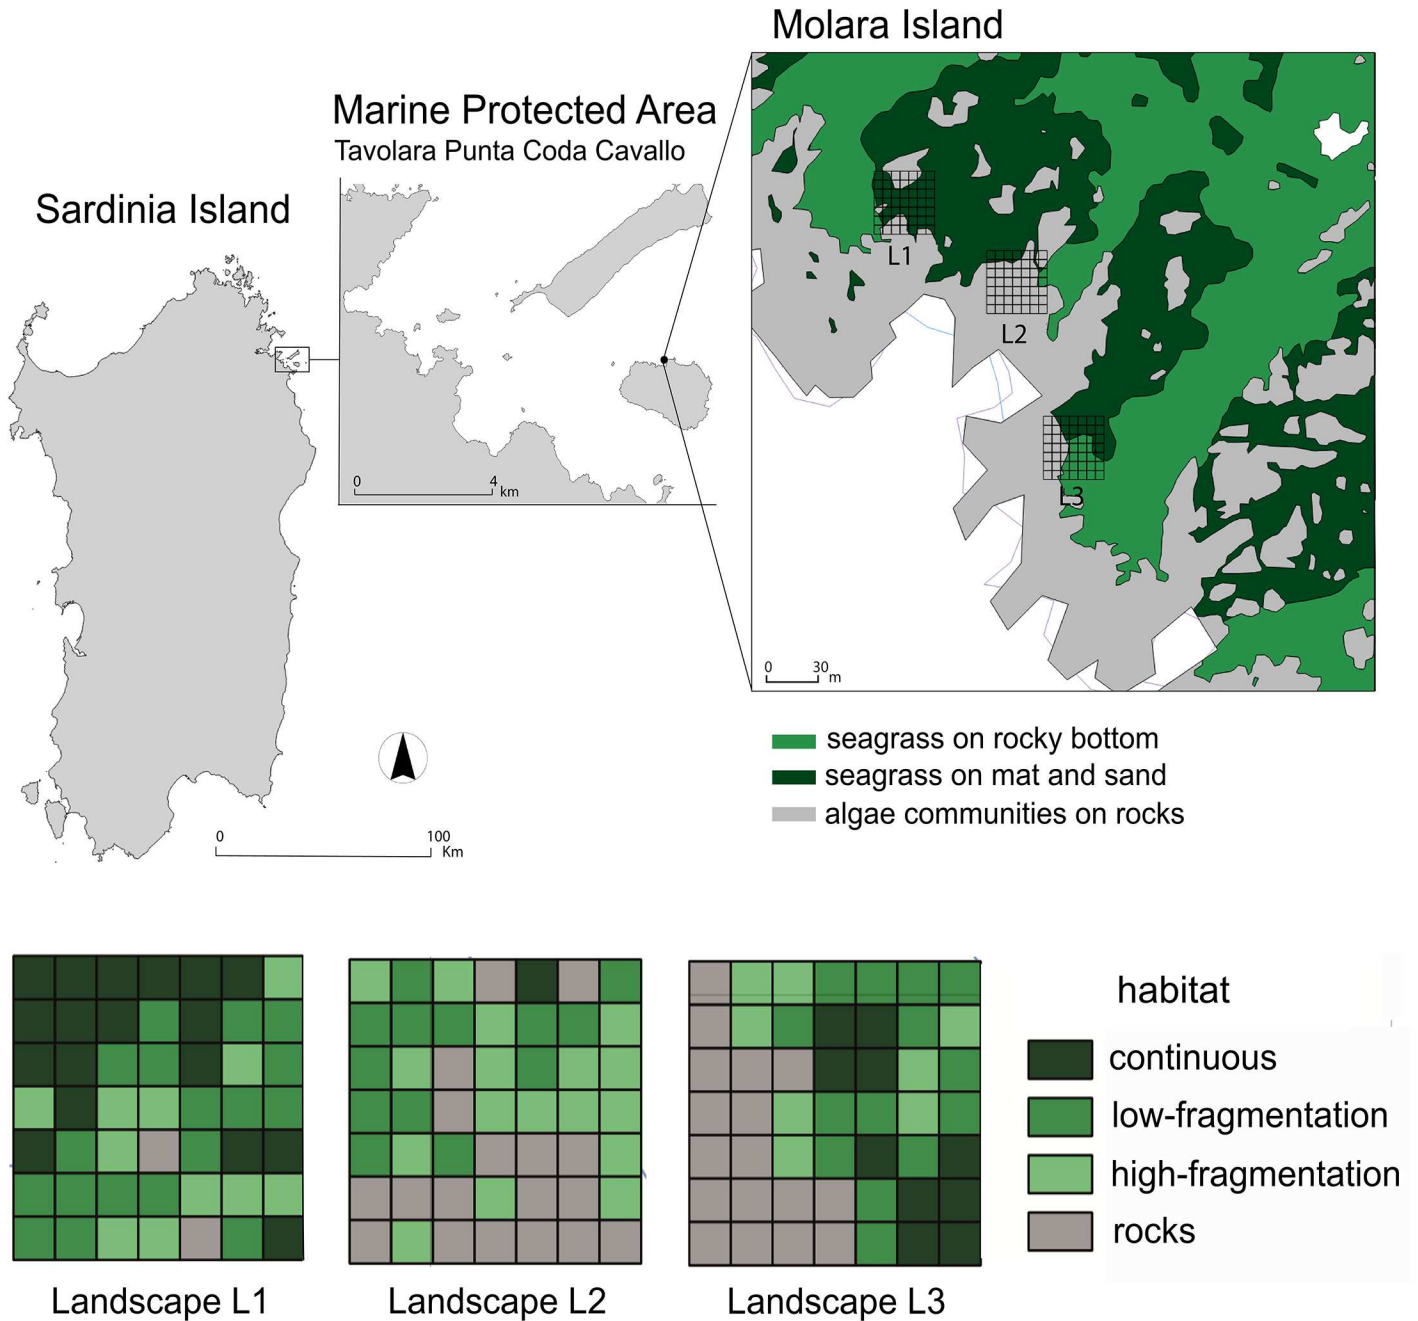 Molara Island
Marine Protected Area
Tavolara Punta Coda Cavallo
Sardinia Island
L1
L2
L3
0 4
km
0 30
m
0 100
Km
seagrass on rocky bottom
seagrass on mat and sand
algae communities on rocks
habitat
continuous
low-fragmentation
high-fragmentation
rocks
Landscape L1
Landscape L2
Landscape L3